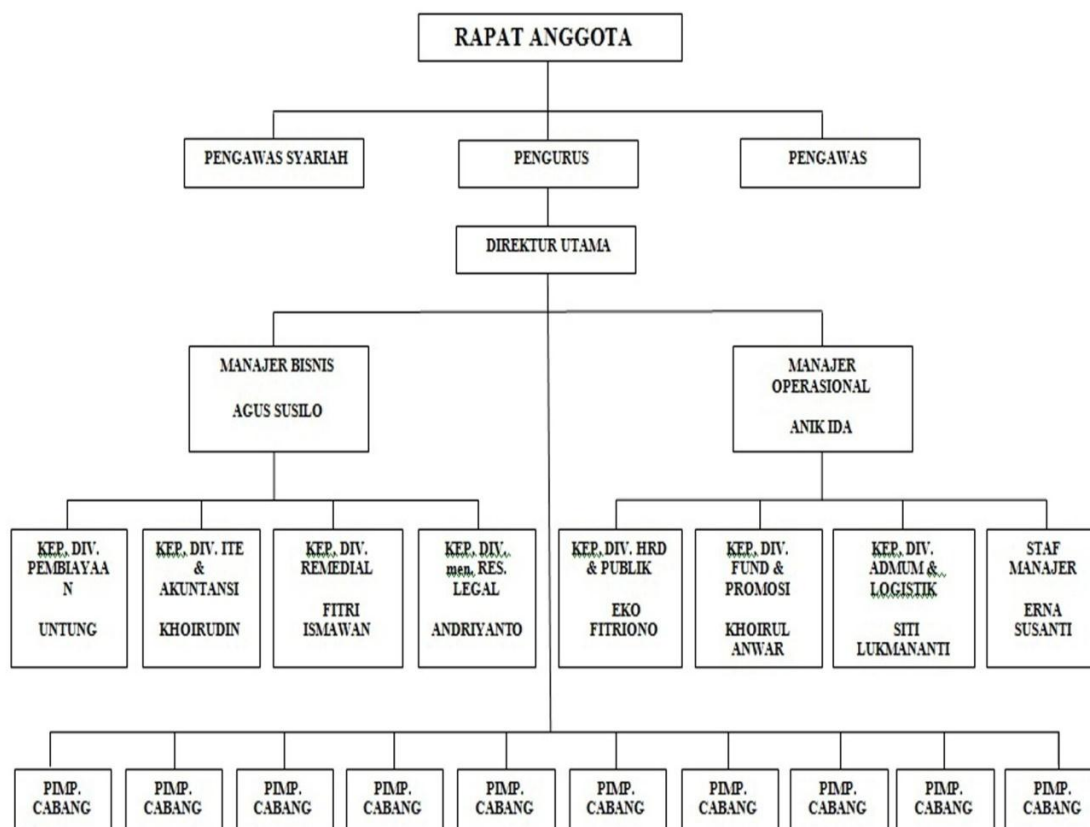 RAPAT ANGGOTA
PENGAWAS SYARIAH
PENGURUS
PENGAWAS
DIREKTUR UTAMA
MANAJER BISNIS
AGUS SUSILO
MANAJER
OPERASIONAL
ANIK IDA
KEP. DIV.
PEMBIAYAA
N
UNTUNG
KEP. DIV. ITE
&
AKUNTANSI
KHOIRUDIN
KEP. DIV.
REMEDIAL
FITRI
ISMAWAN
KEP. DIV.
men. RES.
LEGAL
ANDRIYANTO
KEP. DIV. HRD
& PUBLIK
EKO
FITRIONO
KEP. DIV.
FUND &
PROMOSI
KHOIRUL
ANWAR
KEP. DIV.
ADMUM &
LOGISTIK
SITI
LUKMANANTI
STAF
MANAJER
ERNA
SUSANTI
PIMP.
CABANG
PIMP.
CABANG
PIMP.
CABANG
PIMP.
CABANG
PIMP.
CABANG
PIMP.
CABANG
PIMP.
CABANG
PIMP.
CABANG
PIMP.
CABANG
PIMP.
CABANG